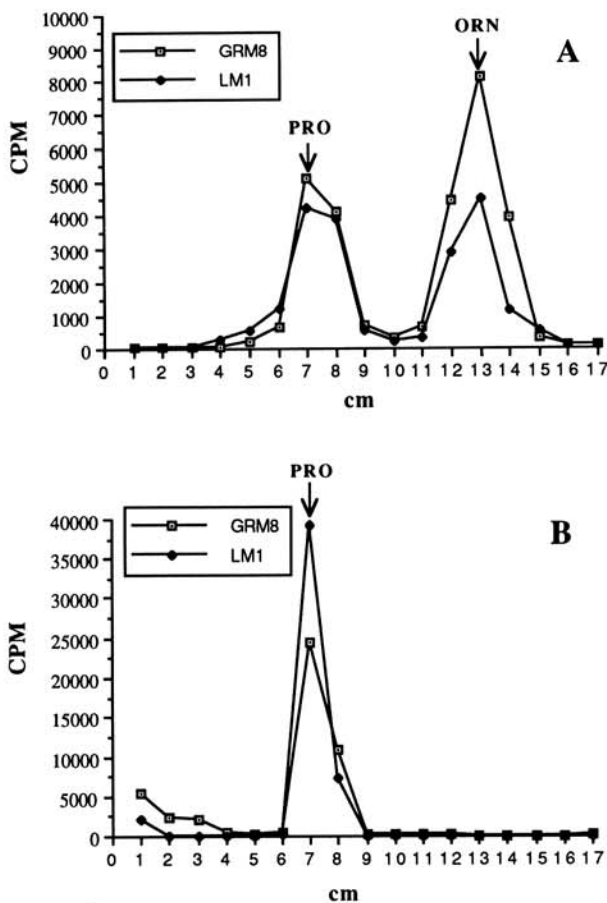 ORN
A
GRM8
LM1
PRO
CPM
10000
9000
8000
7000
6000
5000
4000
3000
2000
1000
0
0 1 2 3 4 5 6 7 8 9 10 11 12 13 14 15 16 17
cm
PRO
B
GRM8
LM1
CPM
40000
35000
30000
25000
20000
15000
10000
5000
0
0 1 2 3 4 5 6 7 8 9 10 11 12 13 14 15 16 17
cm